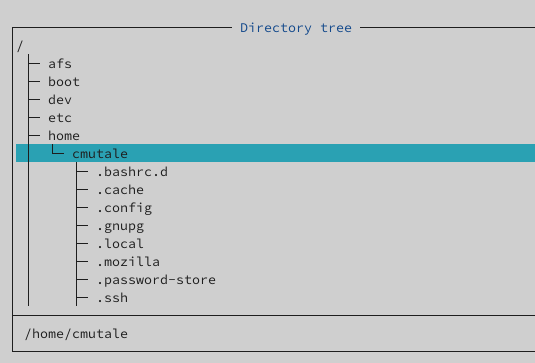 Directory tree
/
afs
boot
dev
etc
home
cmutale
.bashrc.d
.cache
.config
.gnupg
.local
.mozilla
.password-store
.ssh
/home/cmutale